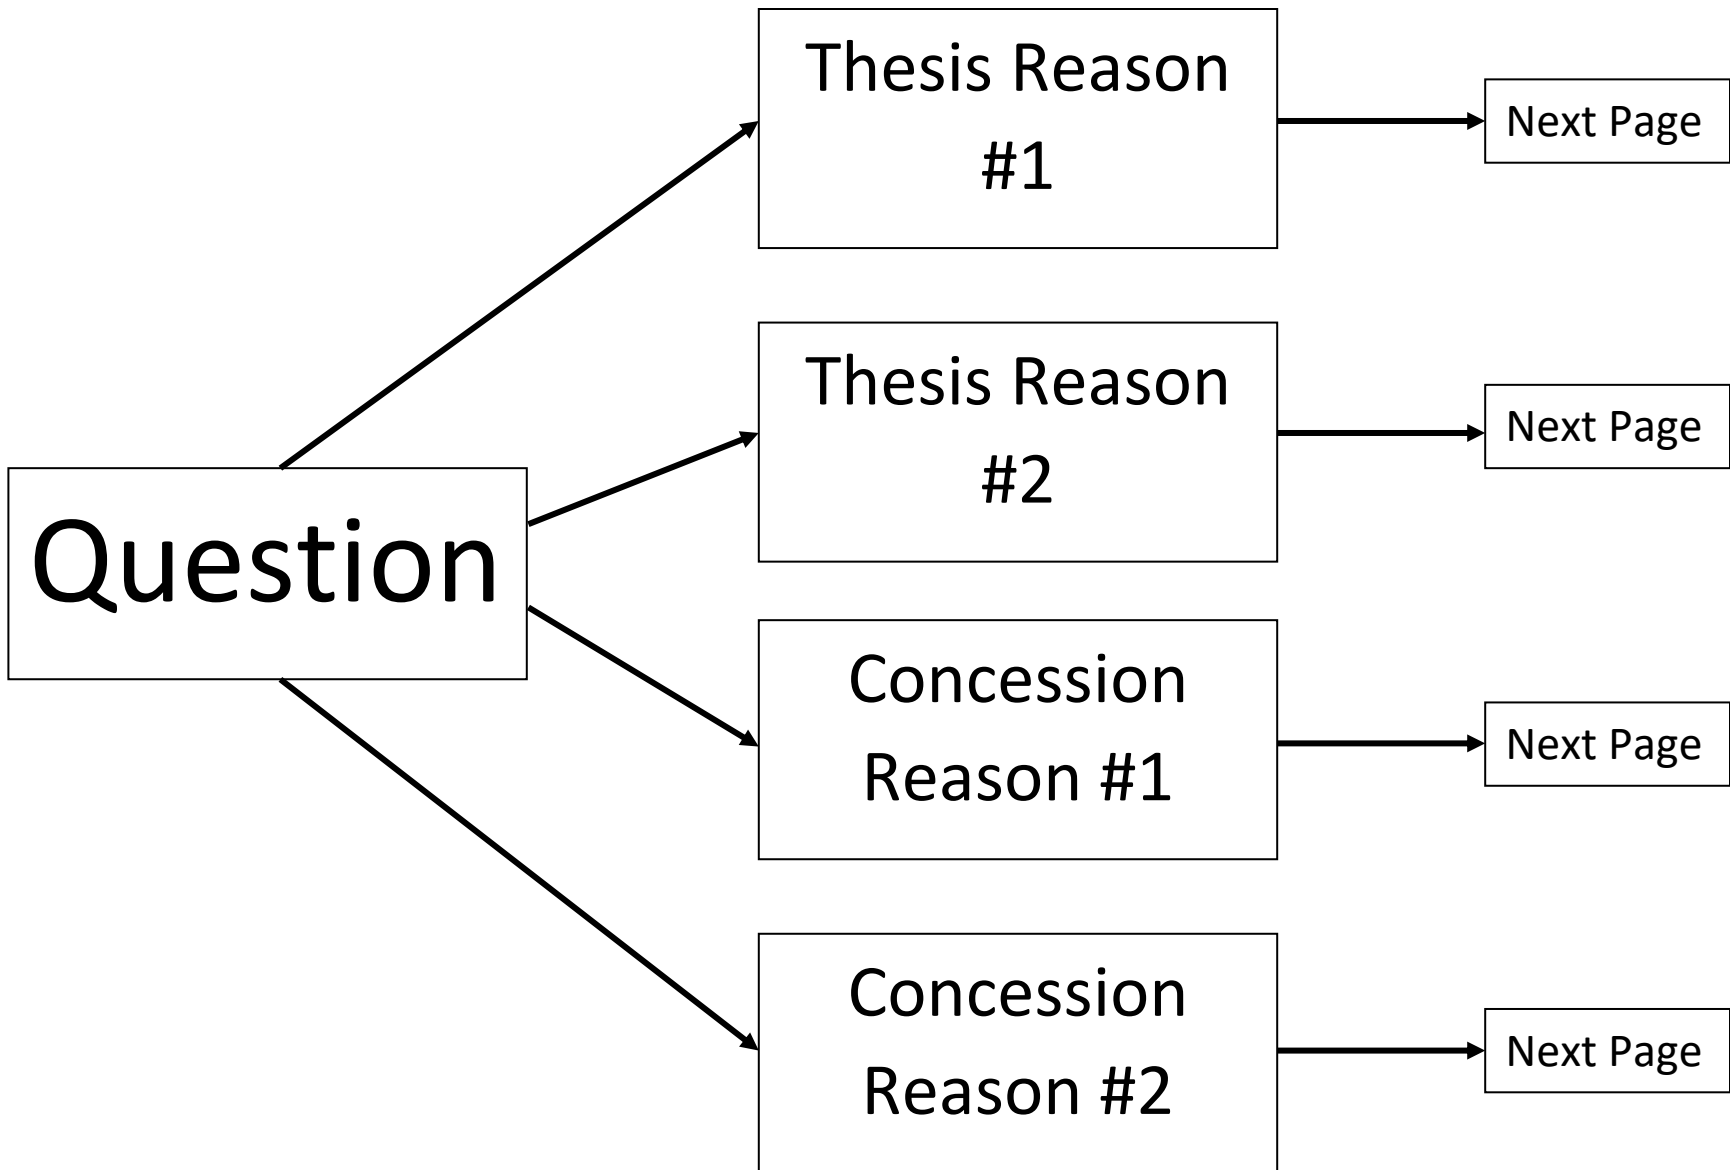 Thesis Reason
#1
Next Page
Thesis Reason
#2
Next Page
Question
Concession
Reason #1
Next Page
Concession
Reason #2
Next Page